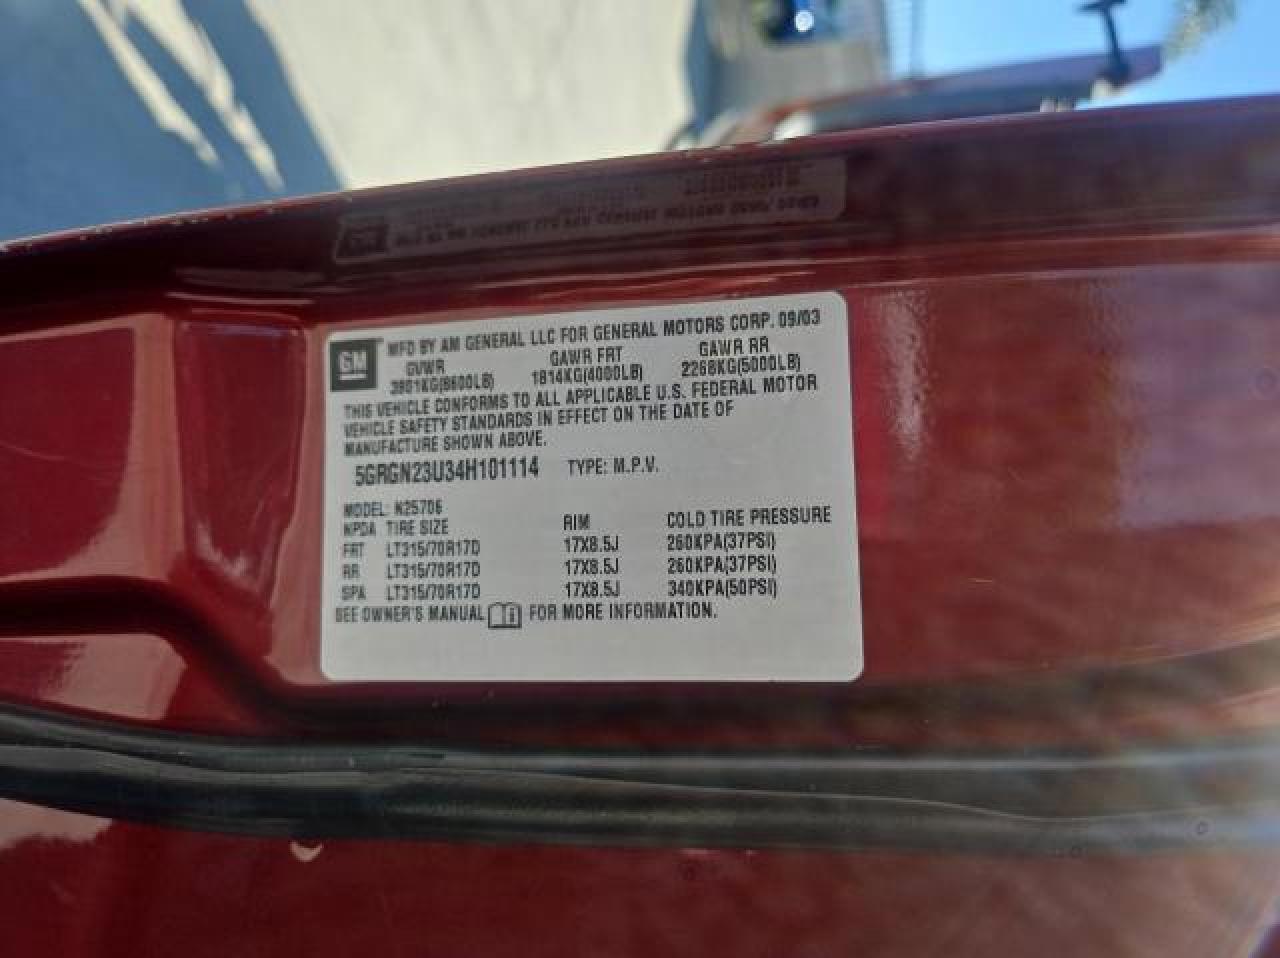 GM
MFD BY AM GENERAL LLC FOR GENERAL MOTORS CORP. 09/03
GVWR GAWR FRT GAWR RR
3901KG(8600LB) 1814KG(4000LB) 2268KG(5000LB)
THIS VEHICLE CONFORMS TO ALL APPLICABLE U.S. FEDERAL MOTOR
VEHICLE SAFETY STANDARDS IN EFFECT ON THE DATE OF
MANUFACTURE SHOWN ABOVE.
5GRGN23U34H101114 TYPE: M.P.V.
MODEL: N25706
NPDA TIRE SIZE RIM COLD TIRE PRESSURE
FRT LT315/70R17D 17X8.5J 260KPA(37PSI)
RR LT315/70R17D 17X8.5J 260KPA(37PSI)
SPA LT315/70R17D 17X8.5J 340KPA(50PSI)
SEE OWNER'S MANUAL FOR MORE INFORMATION.